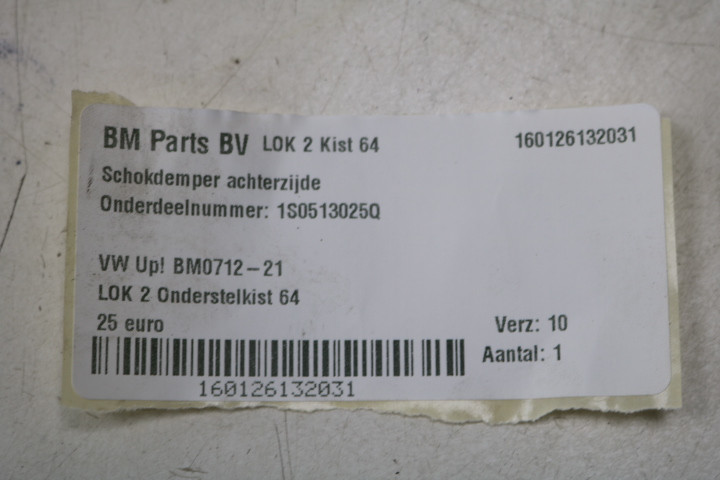 BM Parts BV LOK 2 Kist 64 160126132031
Schokdemper achterzijde
Onderdeelnummer: 1S0513025Q
VW Up! BM0712-21
LOK 2 Onderstelkist 64
25 euro Verz: 10
Aantal: 1
160126132031